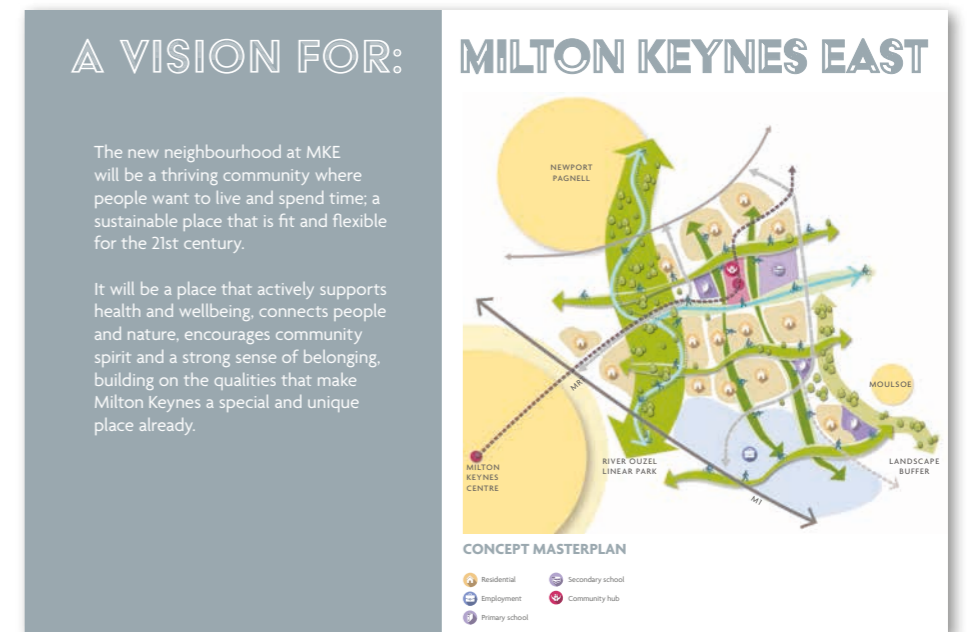 A VISION FOR:
MILTON KEYNES EAST
The new neighbourhood at MKE
will be a thriving community where
people want to live and spend time; a
sustainable place that is fit and flexible
for the 21st century.
It will be a place that actively supports
health and wellbeing, connects people
and nature, encourages community
spirit and a strong sense of belonging,
building on the qualities that make
Milton Keynes a special and unique
place already.
NEWPORT
PAGNELL
MOULSOE
MILTON
KEYNES
CENTRE
RIVER OUZEL
LINEAR PARK
LANDSCAPE
BUFFER
M1
CONCEPT MASTERPLAN
Residential
Employment
Primary school
Secondary school
Community hub